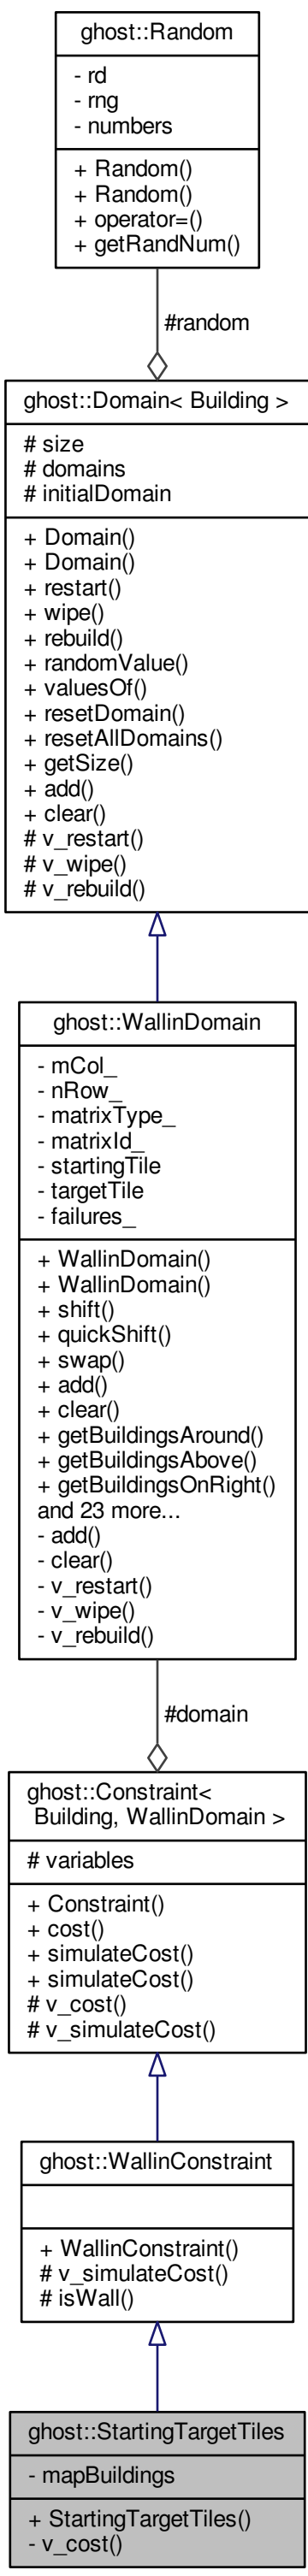 ghost::Random
- rd
- rng
- numbers
+ Random()
+ Random()
+ operator=()
+ getRandNum()
#random
ghost::Domain< Building >
# size
# domains
# initialDomain
+ Domain()
+ Domain()
+ restart()
+ wipe()
+ rebuild()
+ randomValue()
+ valuesOf()
+ resetDomain()
+ resetAllDomains()
+ getSize()
+ add()
+ clear()
# v_restart()
# v_wipe()
# v_rebuild()
ghost::WallinDomain
- mCol_
- nRow_
- matrixType_
- matrixId_
- startingTile
- targetTile
- failures_
+ WallinDomain()
+ WallinDomain()
+ shift()
+ quickShift()
+ swap()
+ add()
+ clear()
+ getBuildingsAround()
+ getBuildingsAbove()
+ getBuildingsOnRight()
and 23 more...
- add()
- clear()
- v_restart()
- v_wipe()
- v_rebuild()
#domain
ghost::Constraint<
Building, WallinDomain >
# variables
+ Constraint()
+ cost()
+ simulateCost()
+ simulateCost()
# v_cost()
# v_simulateCost()
ghost::WallinConstraint
+ WallinConstraint()
# v_simulateCost()
# isWall()
ghost::StartingTargetTiles
- mapBuildings
+ StartingTargetTiles()
- v_cost()